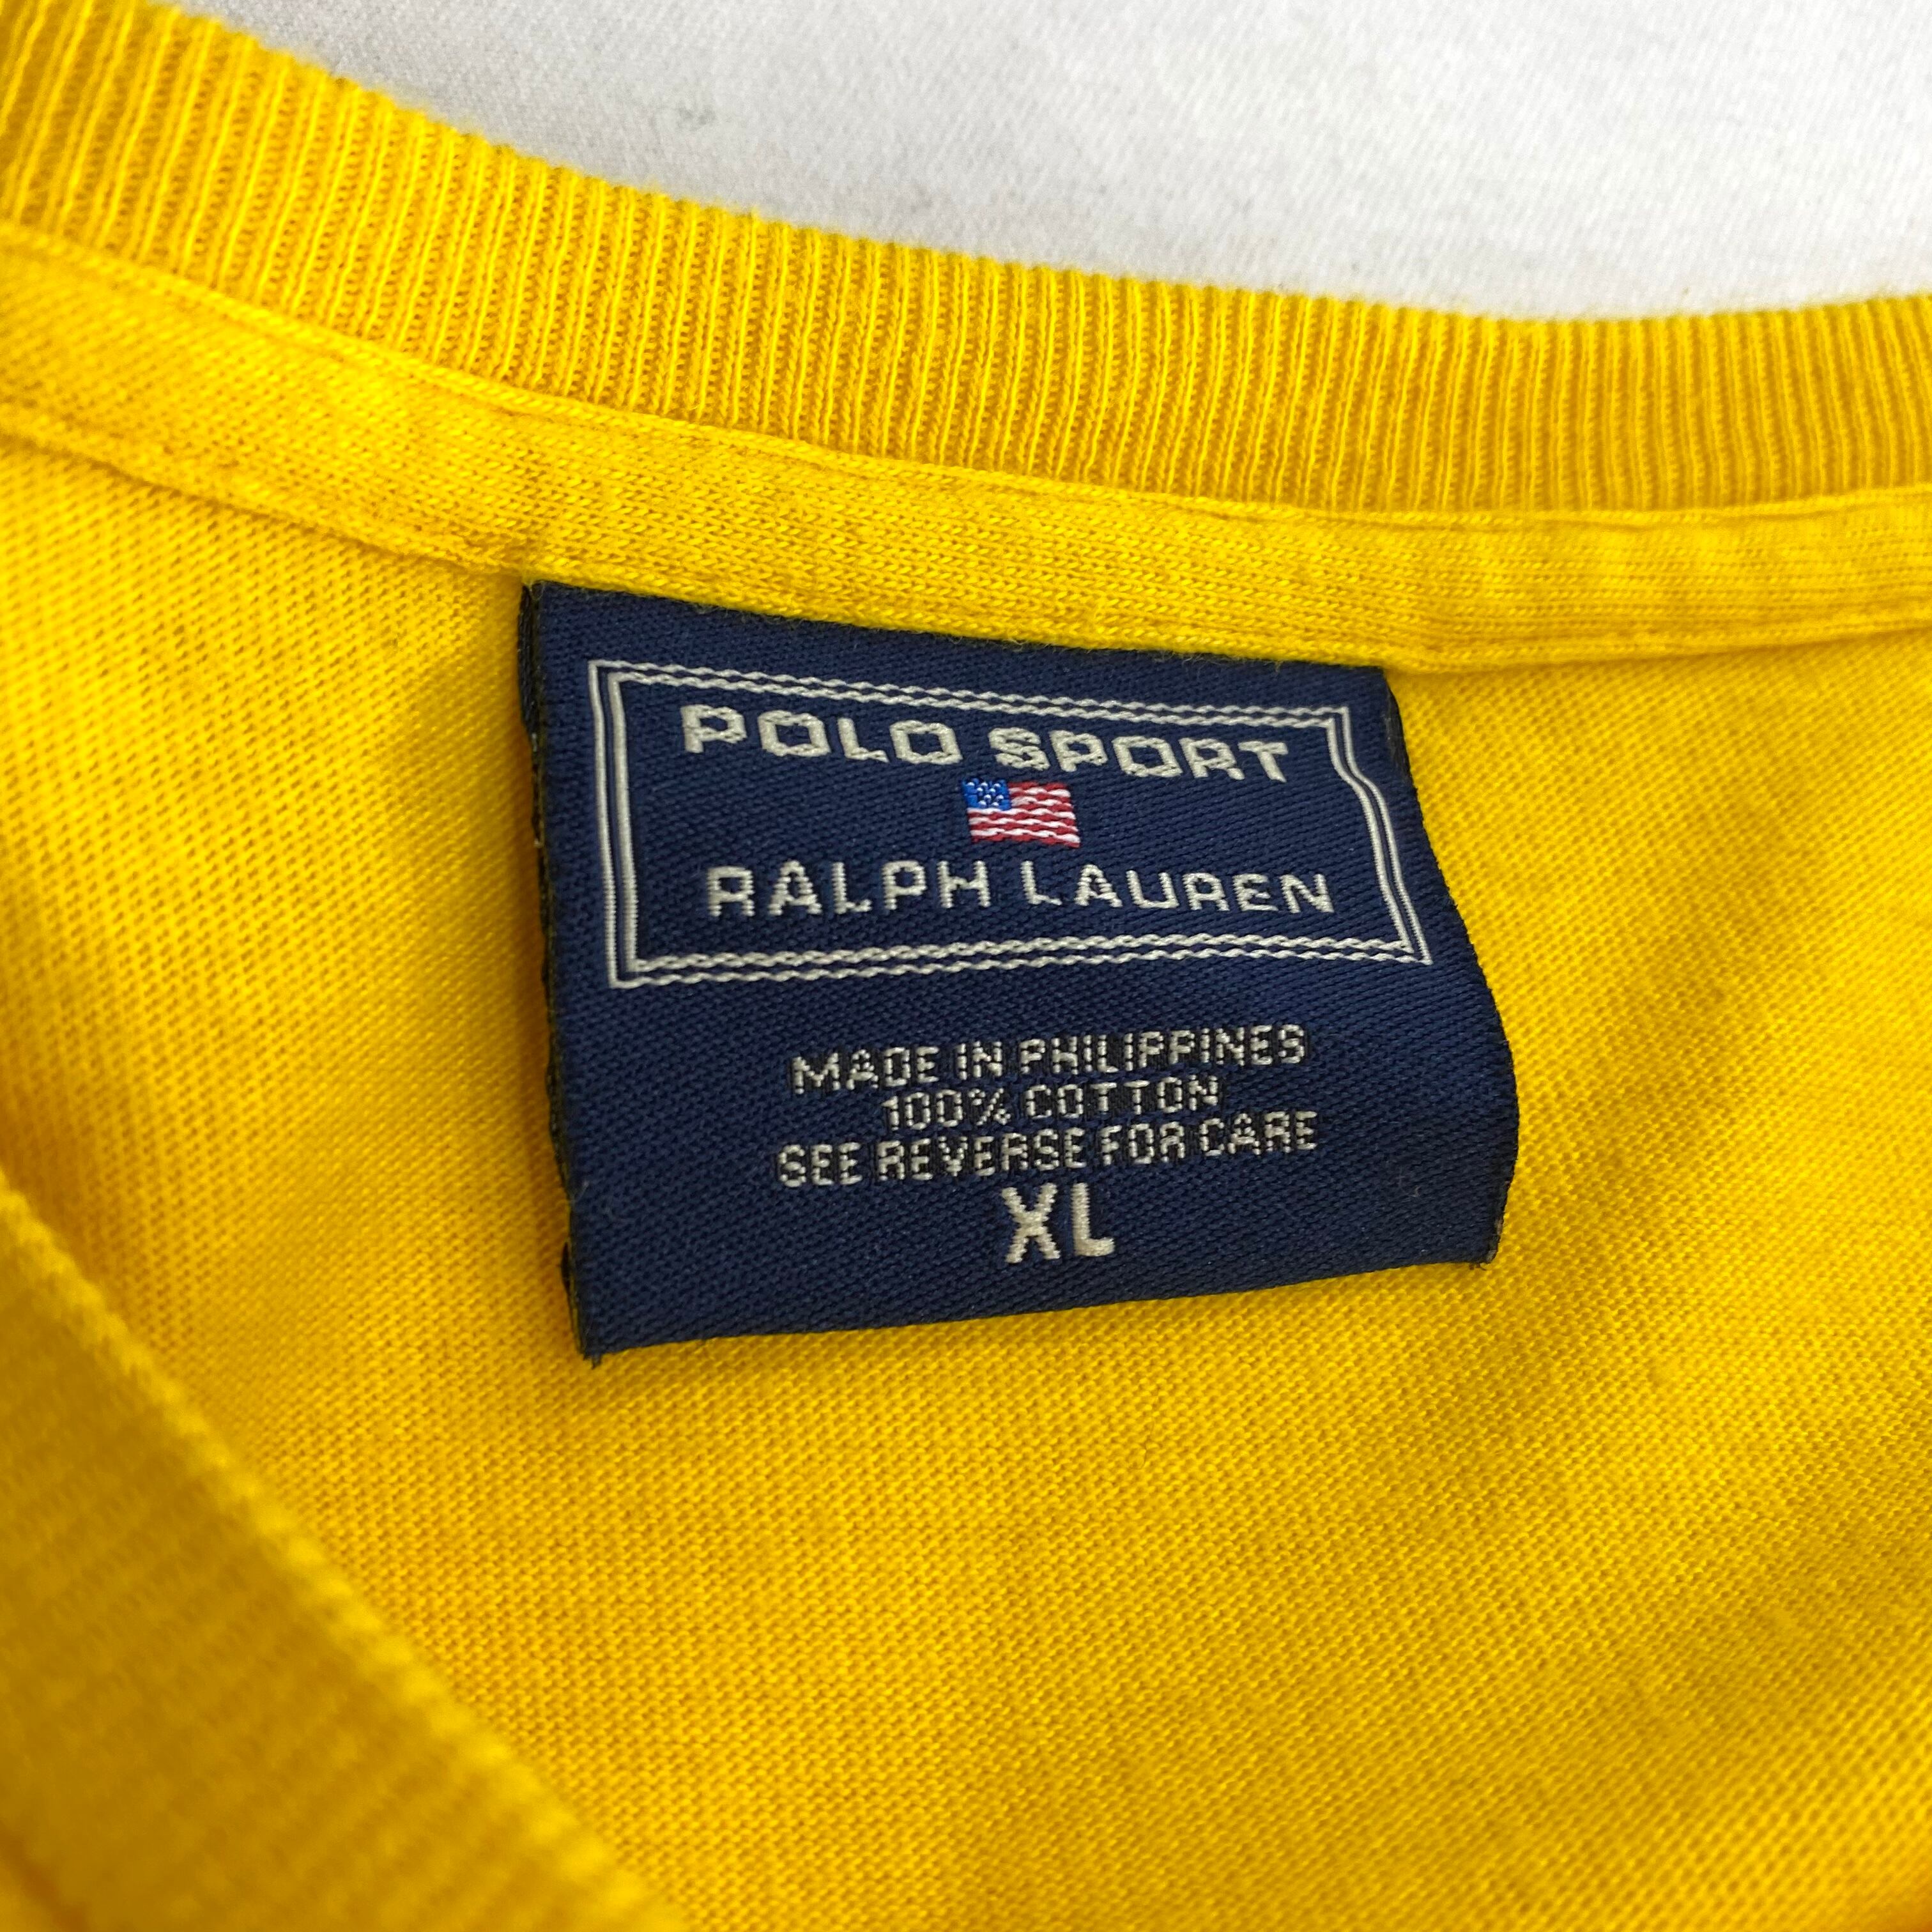 POLO SPORT
RALPH LAUREN
MADE IN PHILIPPINES
100% COTTON
SEE REVERSE FOR CARE
XL